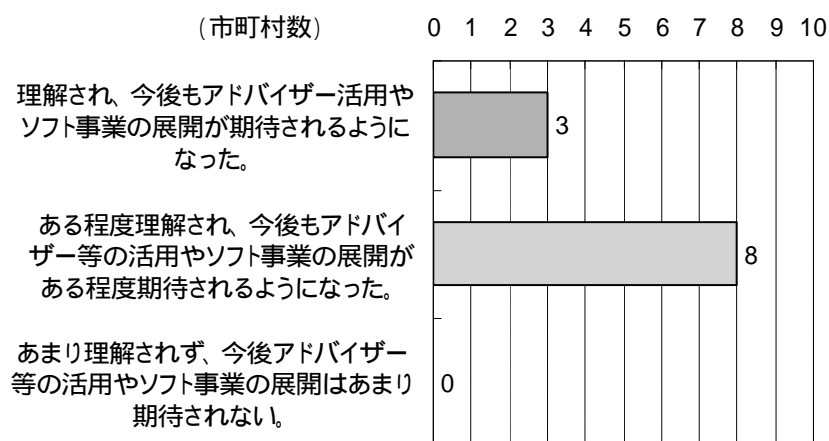 (市町村数) 0 1 2 3 4 5 6 7 8 9 10
理解され、今後もアドバイザー活用や
ソフト事業の展開が期待されるように
なった。
3
ある程度理解され、今後もアドバイ
ザー等の活用やソフト事業の展開が
ある程度期待されるようになった。
8
あまり理解されず、今後アドバイザー
等の活用やソフト事業の展開はあまり
期待されない。
0